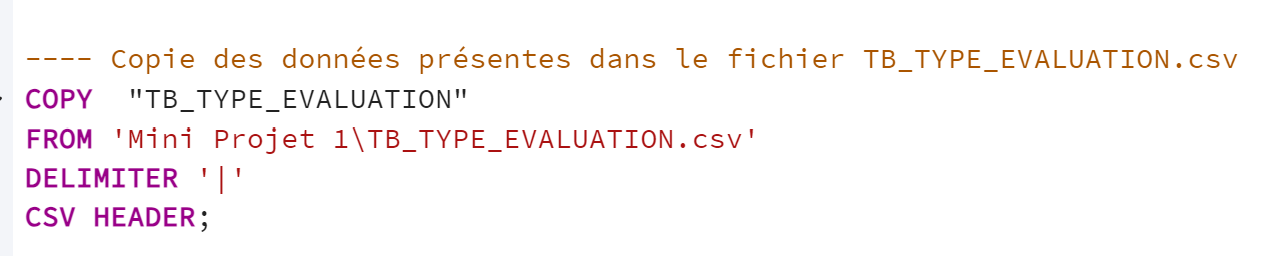 ---- Copie des données présentes dans le fichier TB_TYPE_EVALUATION.csv
COPY  "TB_TYPE_EVALUATION"
FROM 'Mini Projet 1\TB_TYPE_EVALUATION.csv'
DELIMITER '|'
CSV HEADER;